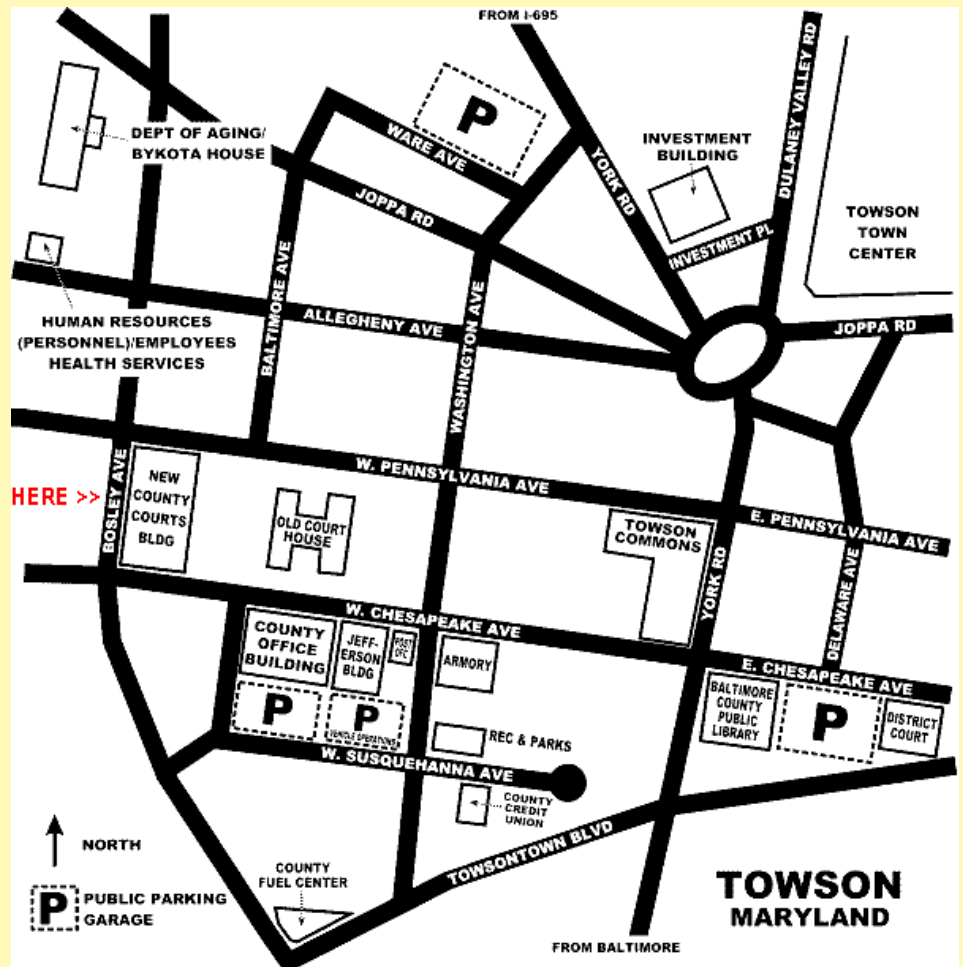 FROM I-695
DULANEY VALLEY RD
P
WARE AVE
DEPT OF AGING/
BYKOTA HOUSE
INVESTMENT
BUILDING
YORK RD
JOPPA RD
TOWSON
TOWN
CENTER
INVESTMENT PL
HUMAN RESOURCES
(PERSONNEL)/EMPLOYEES
HEALTH SERVICES
BALTIMORE AVE
ALLEGHENY AVE
WASHINGTON AVE
JOPPA RD
HERE >>
BOSLEY AVE
NEW
COUNTY
COURTS
BLDG
OLD COURT
HOUSE
W. PENNSYLVANIA AVE
TOWSON
COMMONS
E. PENNSYLVANIA AVE
YORK RD
DELAWARE AVE
W. CHESAPEAKE AVE
COUNTY
OFFICE
BUILDING
JEFF-
ERSON
BLDG
POST
OFC
ARMORY
E. CHESAPEAKE AVE
BALTIMORE
COUNTY
PUBLIC
LIBRARY
P
DISTRICT
COURT
P
P
VEHICLE OPERATIONS
REC & PARKS
W. SUSQUEHANNA AVE
COUNTY
CREDIT
UNION
TOWSONTOWN BLVD
NORTH
COUNTY
FUEL CENTER
P
PUBLIC PARKING
GARAGE
TOWSON
MARYLAND
FROM BALTIMORE